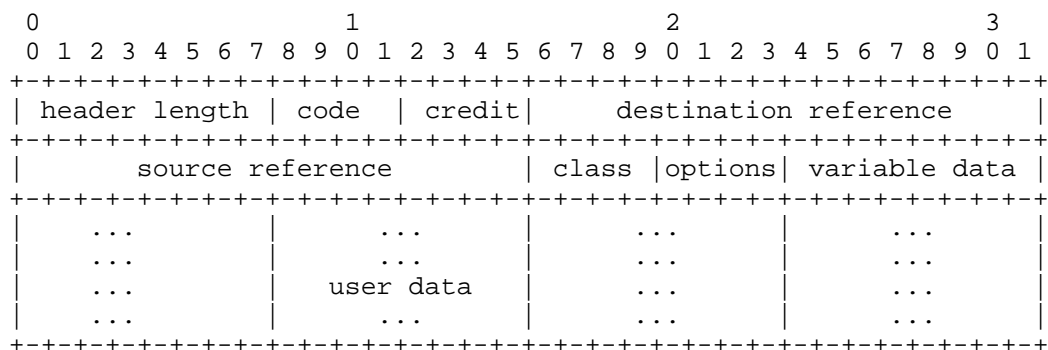 0                   1                   2                   3
 0 1 2 3 4 5 6 7 8 9 0 1 2 3 4 5 6 7 8 9 0 1 2 3 4 5 6 7 8 9 0 1
+-+-+-+-+-+-+-+-+-+-+-+-+-+-+-+-+-+-+-+-+-+-+-+-+-+-+-+-+-+-+-+-+
| header length | code  | credit|     destination reference     |
+-+-+-+-+-+-+-+-+-+-+-+-+-+-+-+-+-+-+-+-+-+-+-+-+-+-+-+-+-+-+-+-+
|       source reference        | class |options| variable data |
+-+-+-+-+-+-+-+-+-+-+-+-+-+-+-+-+-+-+-+-+-+-+-+-+-+-+-+-+-+-+-+-+
|    ...        |      ...      |      ...      |      ...      |
|    ...        |      ...      |      ...      |      ...      |
|    ...        |   user data   |      ...      |      ...      |
|    ...        |      ...      |      ...      |      ...      |
+-+-+-+-+-+-+-+-+-+-+-+-+-+-+-+-+-+-+-+-+-+-+-+-+-+-+-+-+-+-+-+-+